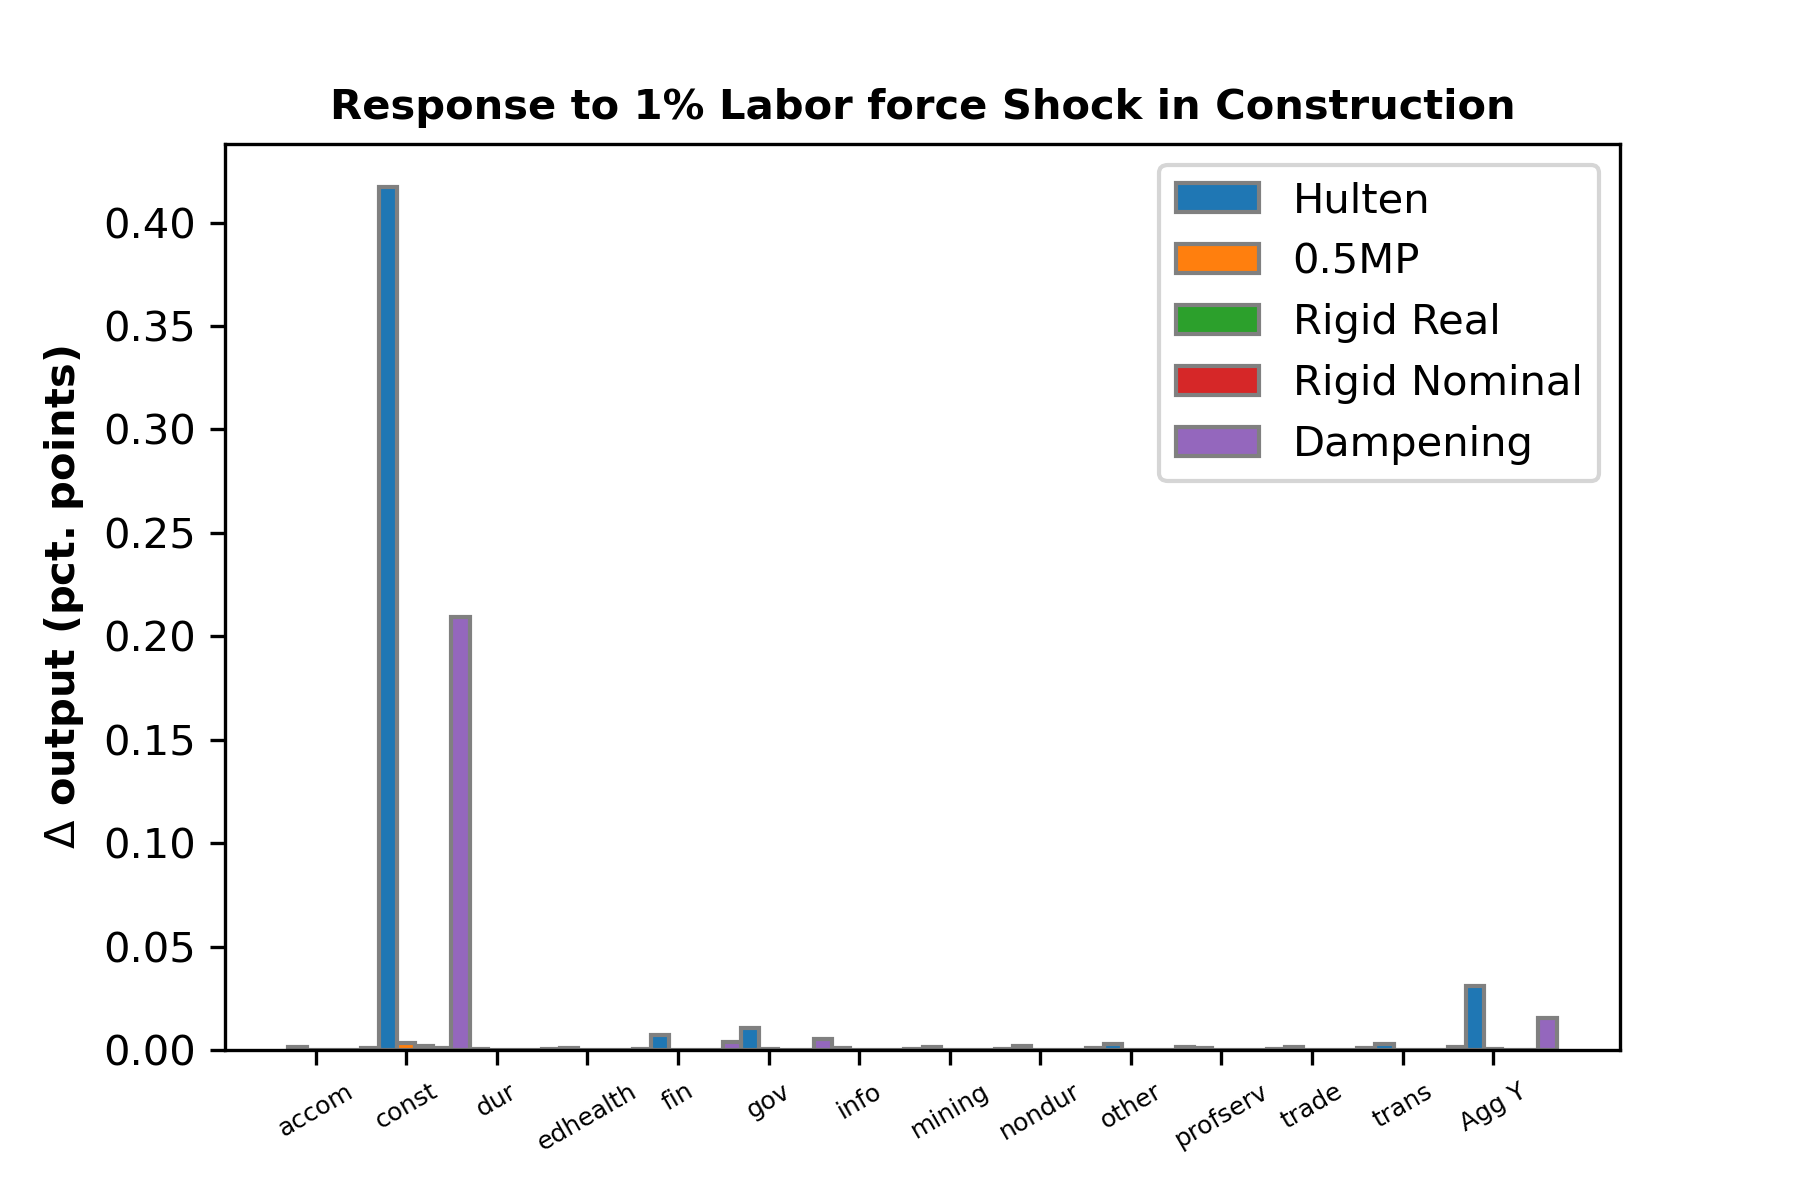 Response to 1% Labor force Shock in Construction
Δ output (pct. points)
0.40
0.35
0.30
0.25
0.20
0.15
0.10
0.05
0.00
Hulten
0.5MP
Rigid Real
Rigid Nominal
Dampening
accom
const
dur
edhealth
fin
gov
info
mining
nondur
other
profserv
trade
trans
Agg Y